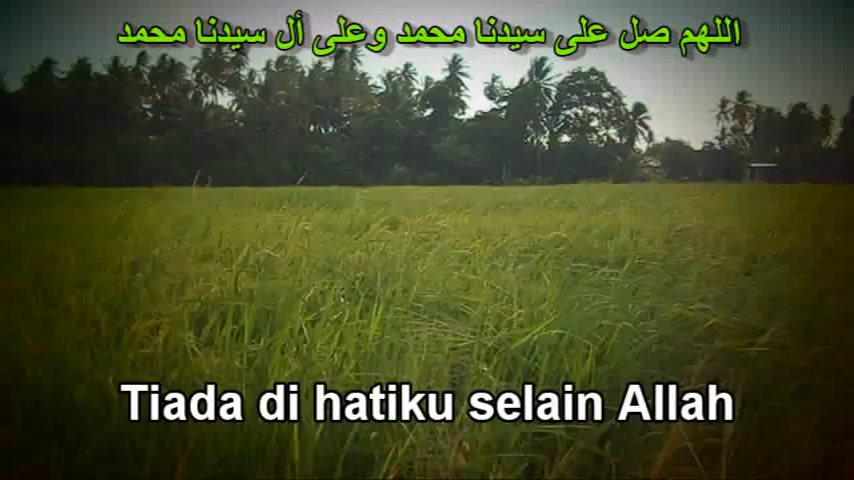 اللهم صل على سيدنا محمد وعلى أل سيدنا محمد
Tiada di hatiku selain Allah